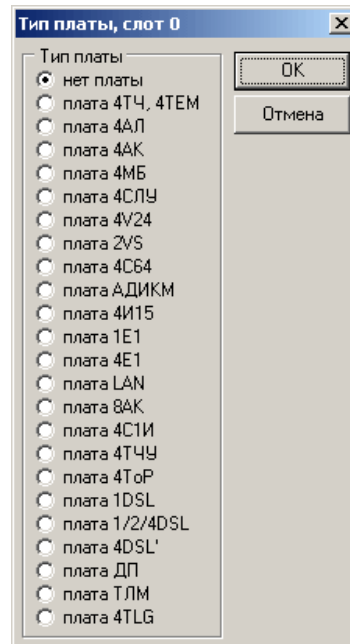 Тип платы, слот 0
Тип платы
нет платы
плата 4ТЧ, 4ТЕМ
плата 4АЛ
плата 4АК
плата 4МБ
плата 4СЛУ
плата 4V24
плата 2VS
плата 4С64
плата АДИКМ
плата 4И15
плата 1Е1
плата 4Е1
плата LAN
плата 8АК
плата 4С1И
плата 4ТЧУ
плата 4ToP
плата 1DSL
плата 1/2/4DSL
плата 4DSL'
плата ДП
плата ТЛМ
плата 4TLG
OK
Отмена